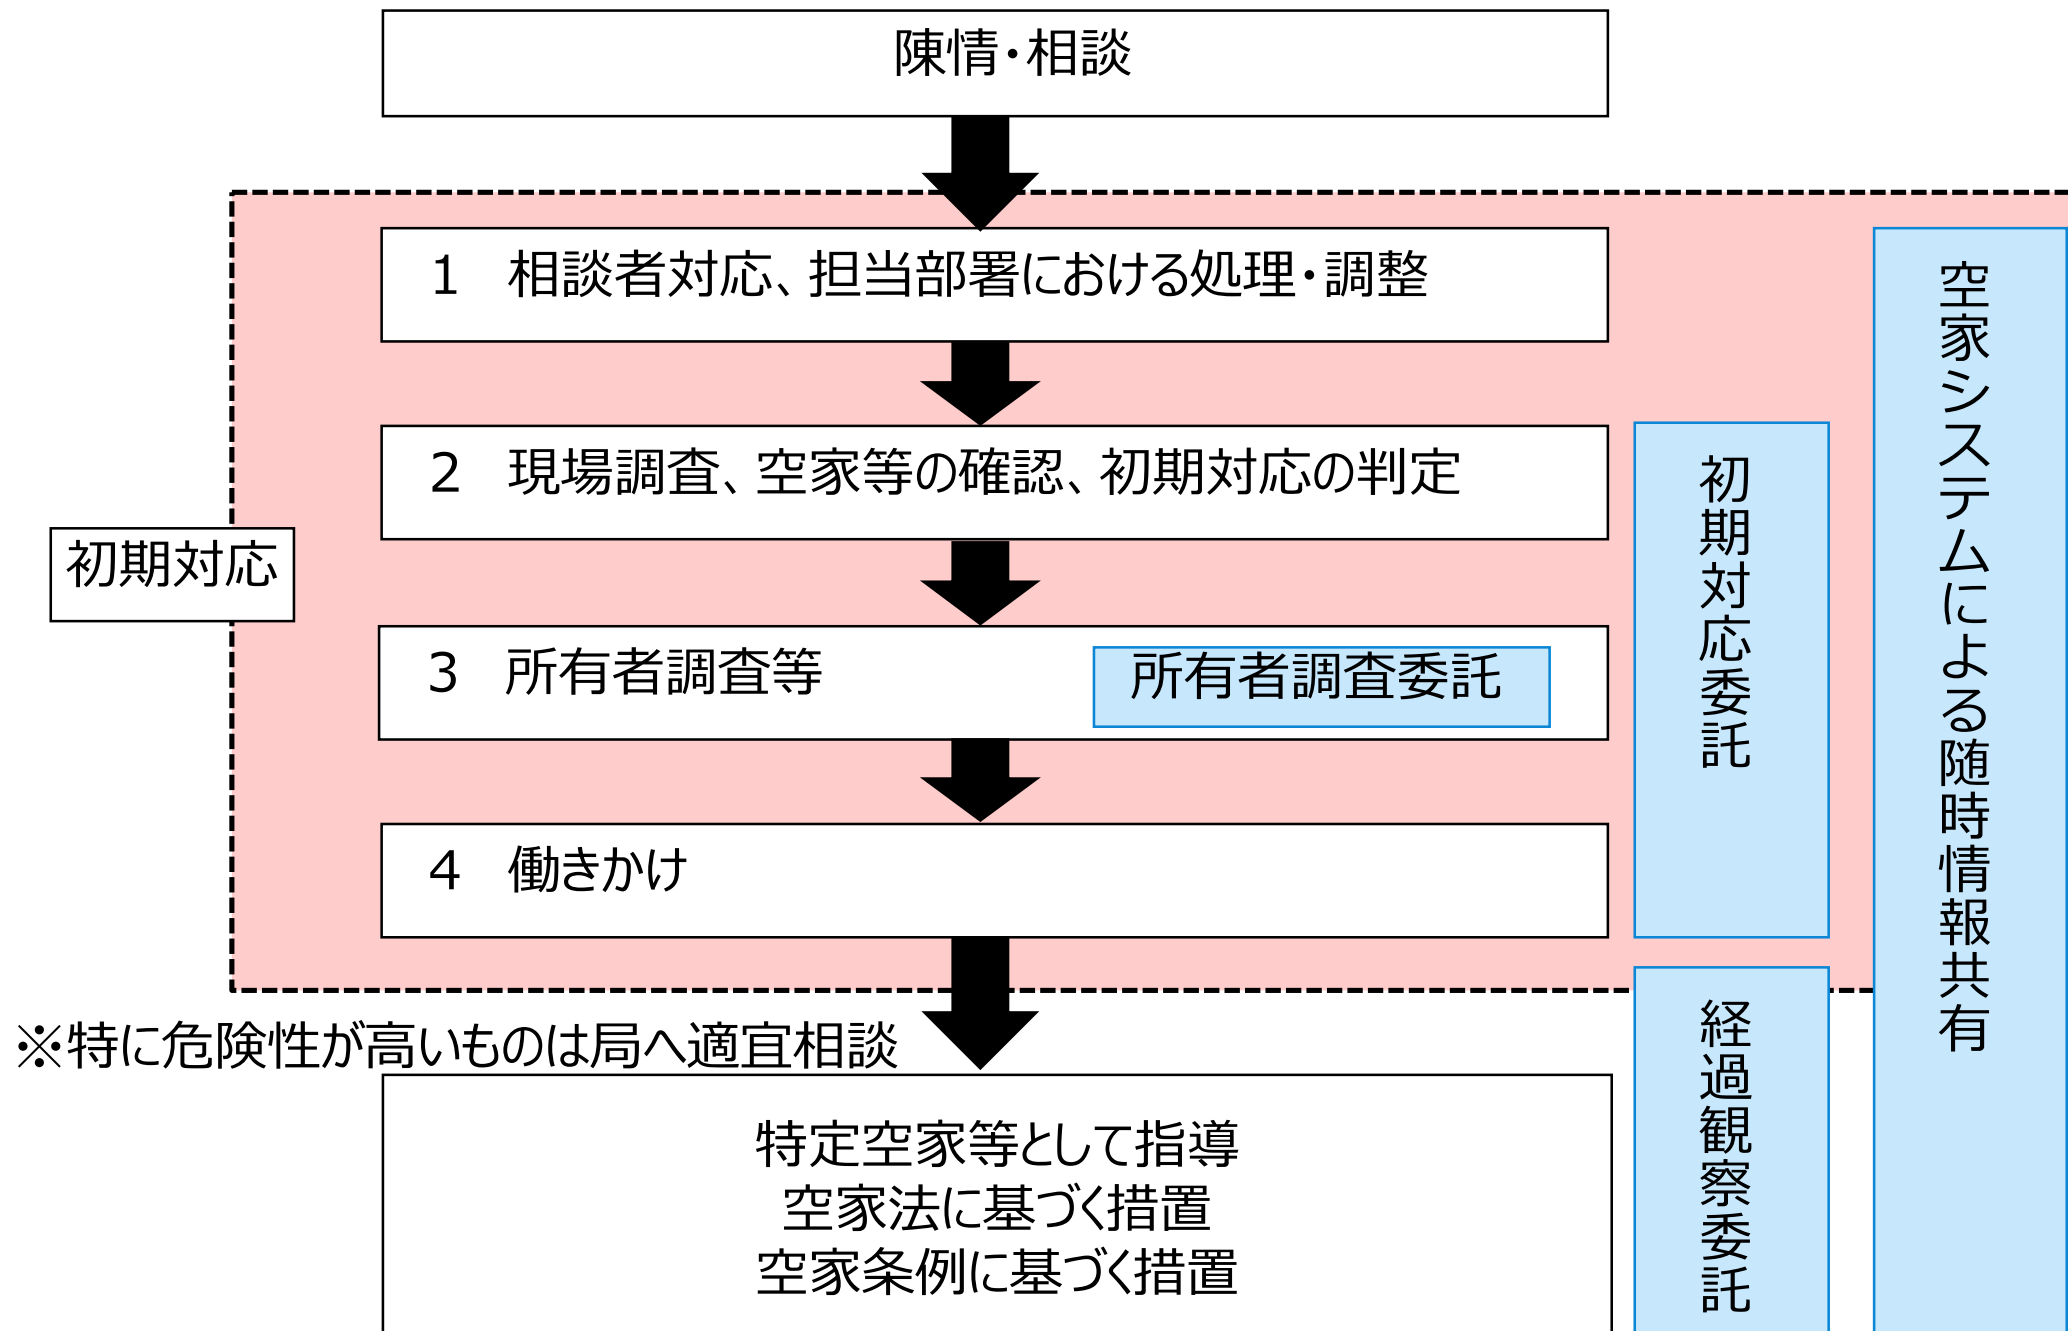 陳情・相談
1 相談者対応、担当部署における処理・調整
2 現場調査、空家等の確認、初期対応の判定
初期対応
3 所有者調査等
所有者調査委託
4 働きかけ
初期対応委託
空家システムによる随時情報共有
※特に危険性が高いものは局へ適宜相談
特定空家等として指導
空家法に基づく措置
空家条例に基づく措置
経過観察委託